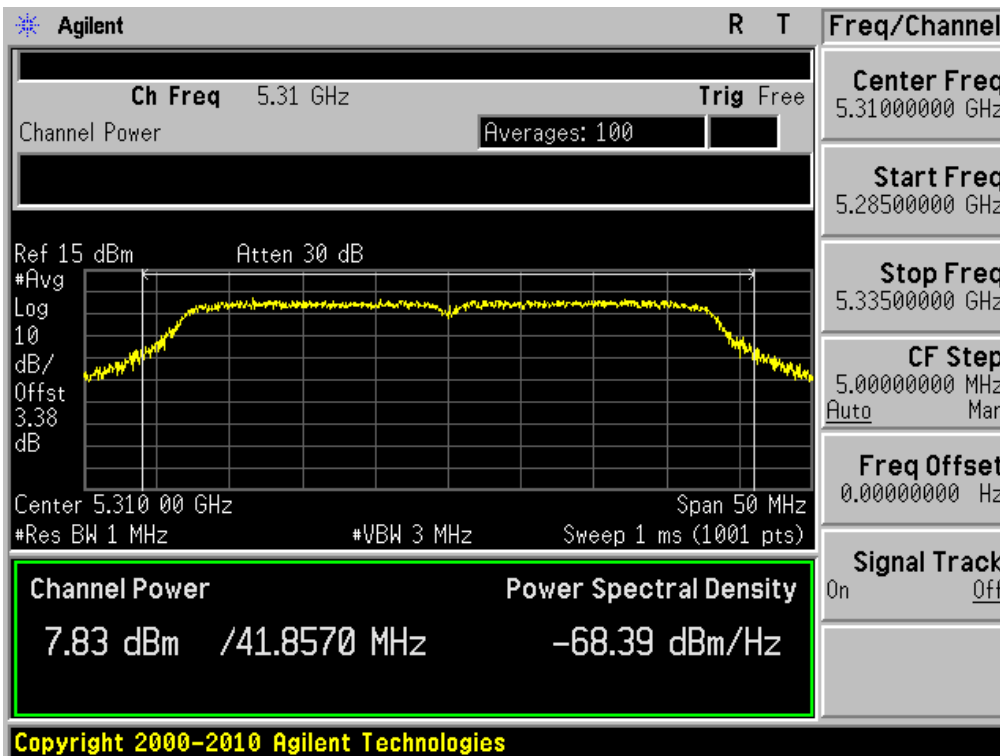 Agilent R T
Freq/Channel
Ch Freq 5.31 GHz Trig Free
Channel Power Averages: 100
Center Freq
5.31000000 GHz
Start Freq
5.28500000 GHz
Stop Freq
5.33500000 GHz
CF Step
5.00000000 MHz
Auto Man
Freq Offset
0.00000000 Hz
Signal Track
On Off
Ref 15 dBm Atten 30 dB
#Avg
Log
10
dB/
Offst
3.38
dB
Center 5.310 00 GHz Span 50 MHz
#Res BW 1 MHz #VBW 3 MHz Sweep 1 ms (1001 pts)
Channel Power Power Spectral Density
7.83 dBm /41.8570 MHz -68.39 dBm/Hz
Copyright 2000-2010 Agilent Technologies